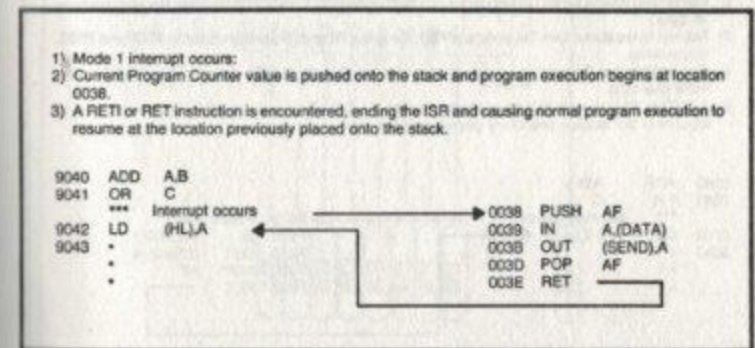 1) Mode 1 interrupt occurs:
2) Current Program Counter value is pushed onto the stack and program execution begins at location
0038.
3) A RETI or RET instruction is encountered, ending the ISR and causing normal program execution to
resume at the location previously placed onto the stack.
9040 ADD A,B
9041 OR C
*** Interrupt occurs 0038 PUSH AF
9042 LD (HL),A 0039 IN A,(DATA)
9043 • 003B OUT (SEND),A
• 003D POP AF
• 003E RET